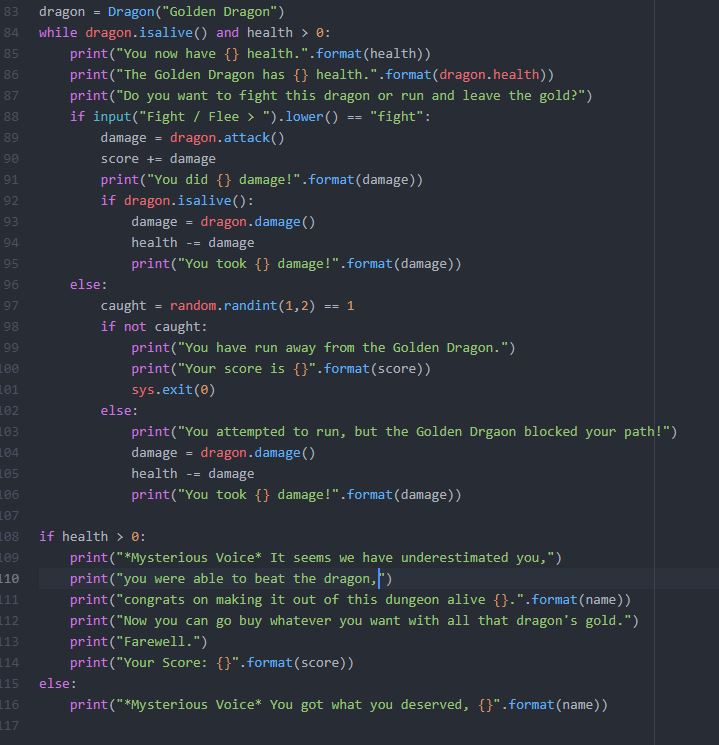 83 dragon = Dragon("Golden Dragon")
84 while dragon.isalive() and health > 0:
85     print("You now have {} health.".format(health))
86     print("The Golden Dragon has {} health.".format(dragon.health))
87     print("Do you want to fight this dragon or run and leave the gold?")
88     if input("Fight / Flee > ").lower() == "fight":
89         damage = dragon.attack()
90         score += damage
91         print("You did {} damage!".format(damage))
92         if dragon.isalive():
93             damage = dragon.damage()
94             health -= damage
95             print("You took {} damage!".format(damage))
96     else:
97         caught = random.randint(1,2) == 1
98         if not caught:
99             print("You have run away from the Golden Dragon.")
100             print("Your score is {}".format(score))
101             sys.exit(0)
102         else:
103             print("You attempted to run, but the Golden Drgaon blocked your path!")
104             damage = dragon.damage()
105             health -= damage
106             print("You took {} damage!".format(damage))
107
108 if health > 0:
109     print("*Mysterious Voice* It seems we have underestimated you,")
110     print("you were able to beat the dragon,")
111     print("congrats on making it out of this dungeon alive {}.".format(name))
112     print("Now you can go buy whatever you want with all that dragon's gold.")
113     print("Farewell.")
114     print("Your Score: {}".format(score))
115 else:
116     print("*Mysterious Voice* You got what you deserved, {}".format(name))
117